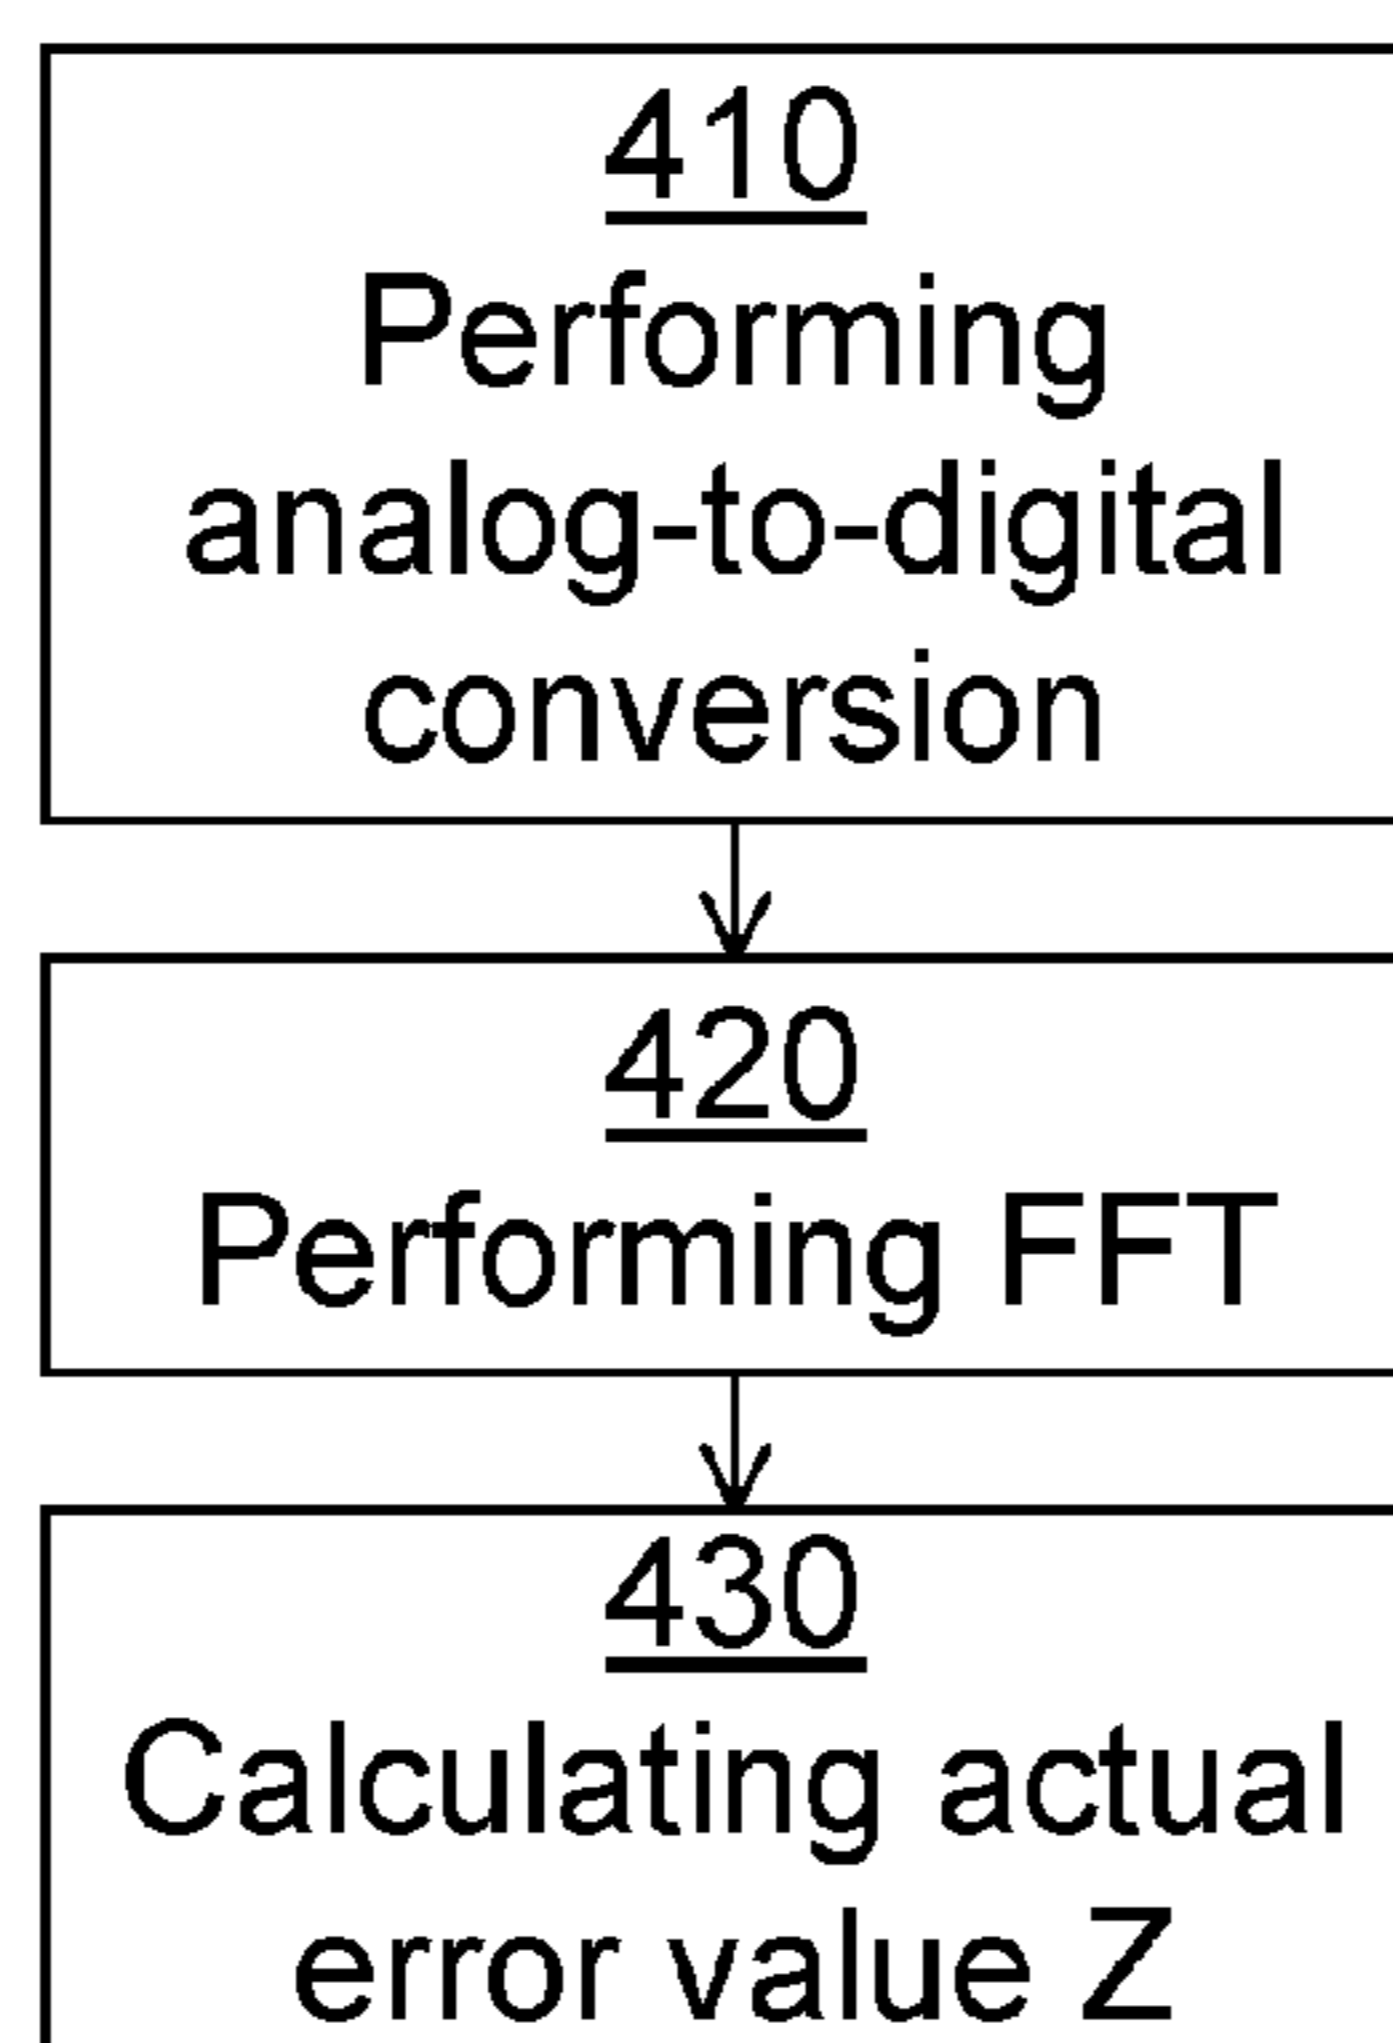 410
Performing
analog-to-digital
conversion
420
Performing FFT
430
Calculating actual
error value Z